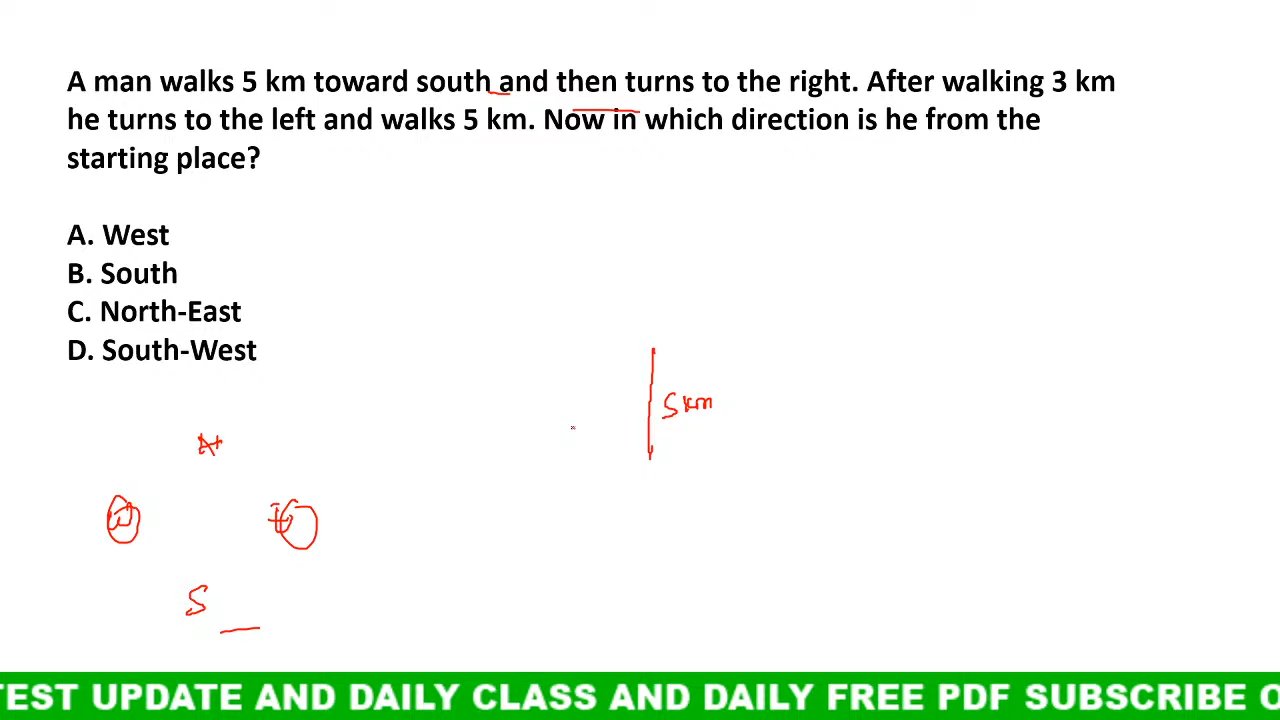 A man walks 5 km toward south and then turns to the right. After walking 3 km
he turns to the left and walks 5 km. Now in which direction is he from the
starting place?
A. West
B. South
C. North-East
D. South-West
5 km
S
TEST UPDATE AND DAILY CLASS AND DAILY FREE PDF SUBSCRIBE